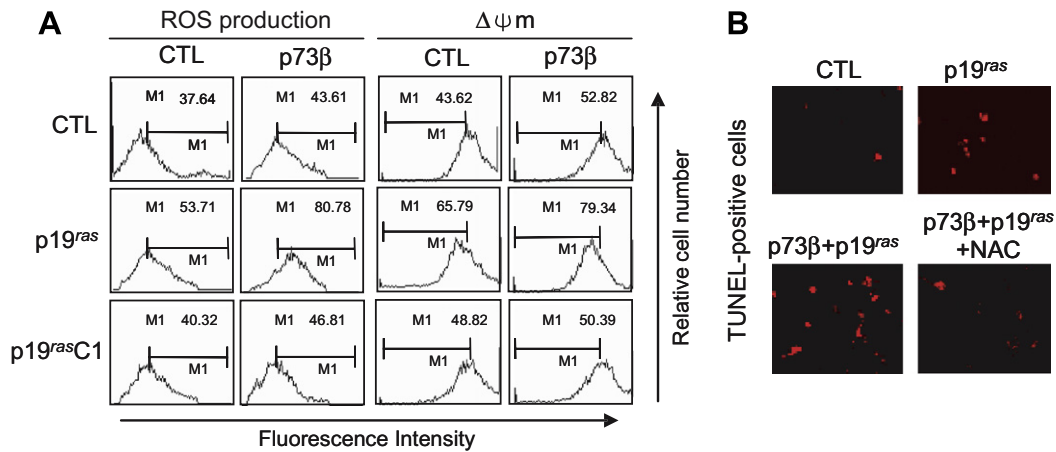 A
ROS production
Δψm
CTL
p73β
CTL
p73β
CTL
M1 37.64
M1
M1 43.61
M1
M1 43.62
M1
M1 52.82
M1
p19ras
M1 53.71
M1
M1 80.78
M1
M1 65.79
M1
M1 79.34
M1
p19rasC1
M1 40.32
M1
M1 46.81
M1
M1 48.82
M1
M1 50.39
M1
Fluorescence Intensity
Relative cell number
B
TUNEL-positive cells
CTL
p19ras
p73β+p19ras
p73β+p19ras
+NAC